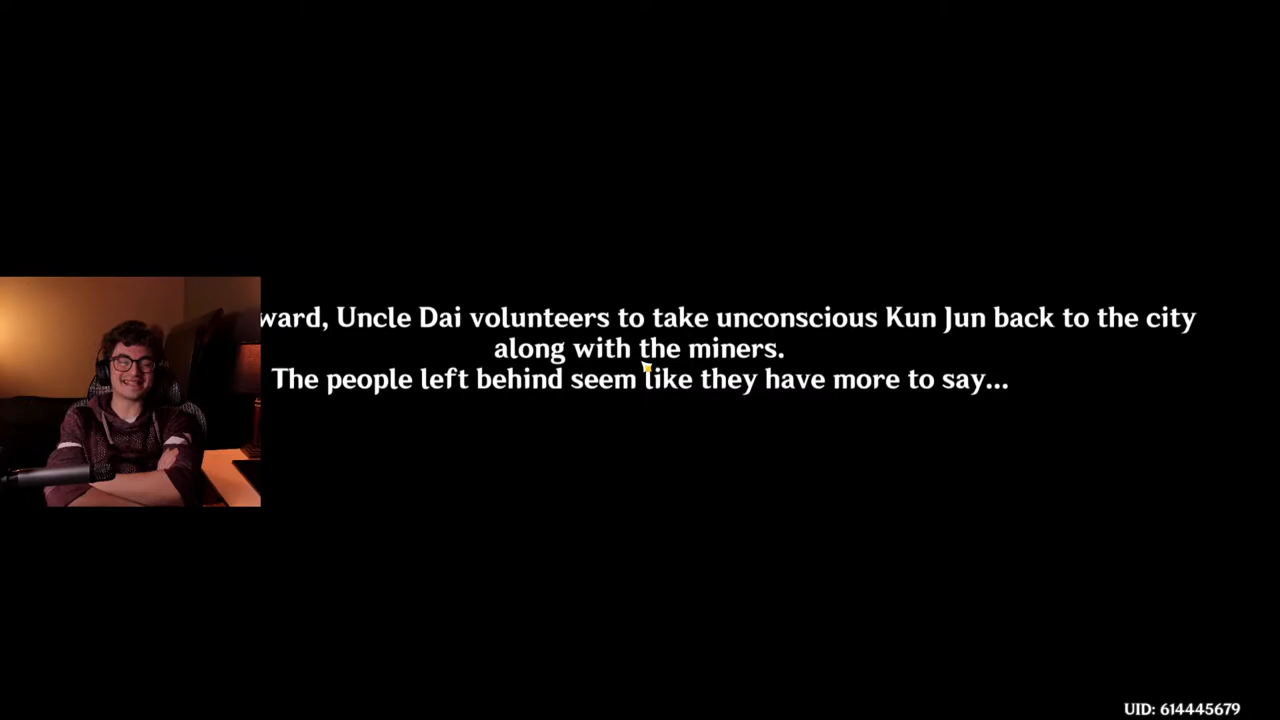 ward, Uncle Dai volunteers to take unconscious Kun Jun back to the city
along with the miners.
The people left behind seem like they have more to say...
UID: 614445679